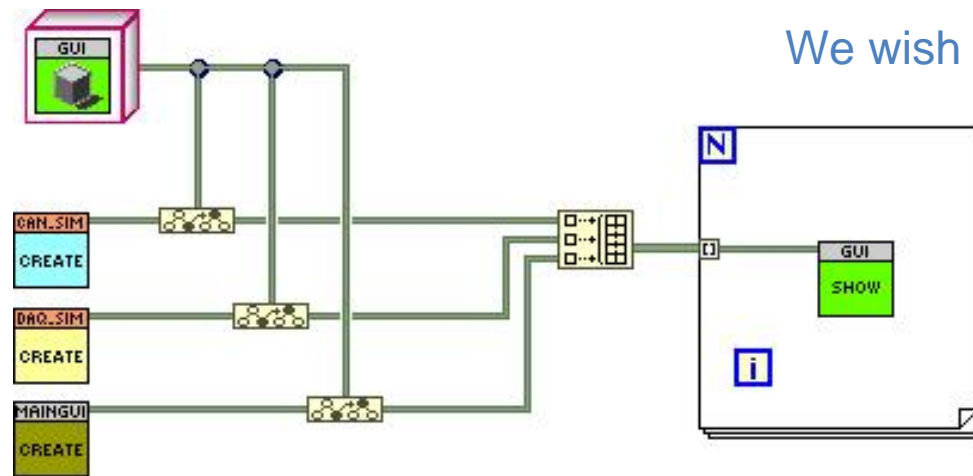 GUI
We wish
N
CAN_SIM
CREATE
GUI
SHOW
DAQ_SIM
CREATE
i
MAINGUI
CREATE